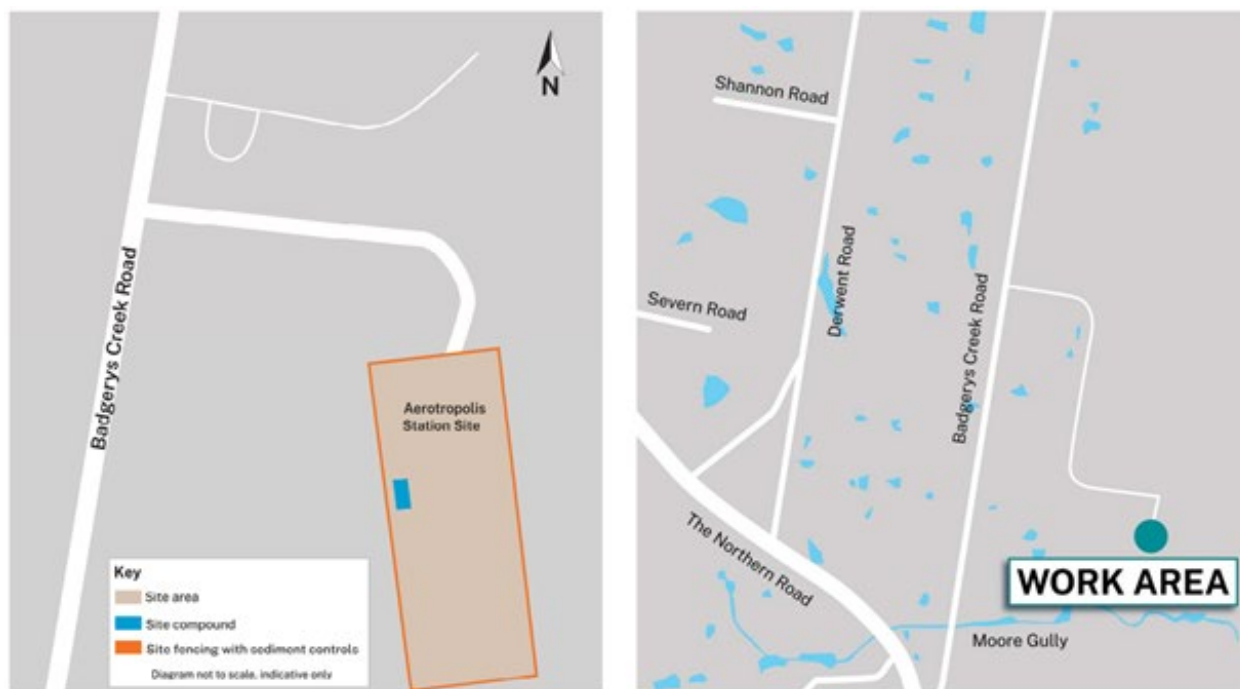 N
Badgerys Creek Road
Aerotropolis
Station Site
Key
Site area
Site compound
Site fencing with sediment controls
Diagram not to scale, indicative only
Shannon Road
Derwent Road
Severn Road
Badgerys Creek Road
The Northern Road
WORK AREA
Moore Gully